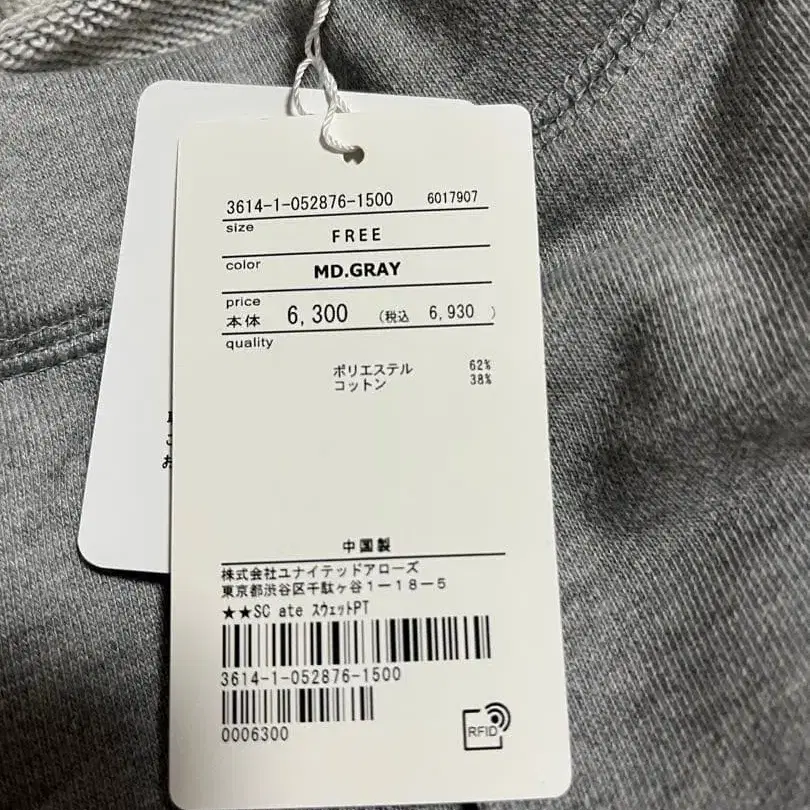 3614-1-052876-1500 6017907
size
FREE
color
MD.GRAY
price
本体 6,300 (税込 6,930 )
quality
ポリエステル 62%
コットン 38%
中国製
株式会社ユナイテッドアローズ
東京都渋谷区千駄ヶ谷1-18-5
★★SC ate スウェットPT
3614-1-052876-1500
0006300
RFID
こ
お